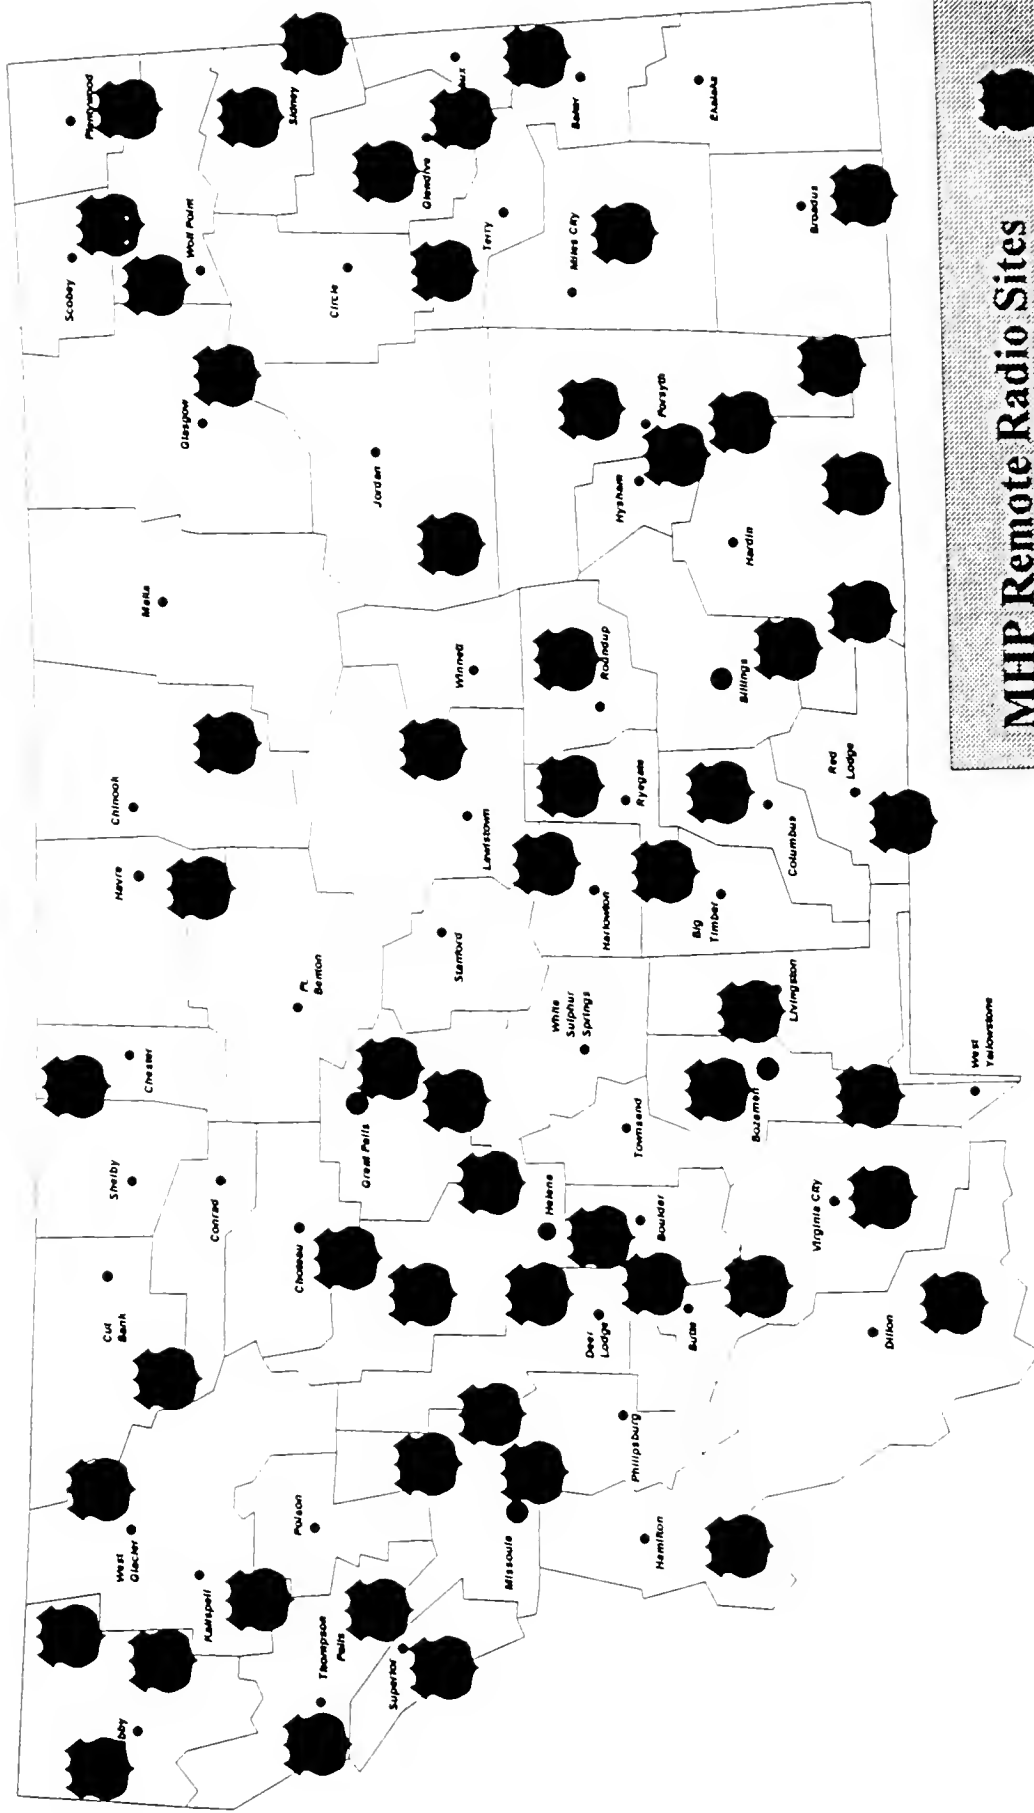 Libby
West
Glacier
Kalispell
Thompson
Falls
Polson
Superior
Missoula
Hamilton
Philipsburg
Cut
Bank
Shelby
Conrad
Choteau
Great Falls
Helena
Deer
Lodge
Boulder
Butte
Dillon
Virginia City
Chester
Ft.
Benton
White
Sulphur
Springs
Townsend
Bozeman
Livingston
West
Yellowstone
Havre
Chinook
Stanford
Lewistown
Harlowton
Big
Timber
Ryegate
Columbus
Red
Lodge
Winnett
Roundup
Billings
Malta
Glasgow
Jordan
Hysham
Forsyth
Hardin
Scobey
Plentywood
Wolf Point
Sidney
Circle
Glendive
Terry
Miles City
Baker
Ekalaka
Broadus
MHP Remote Radio Sites